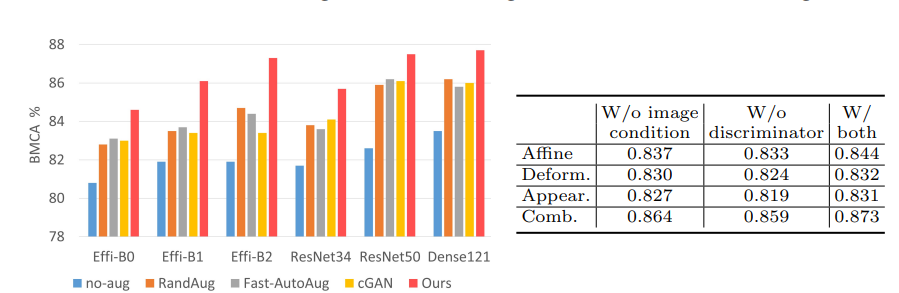 88
86
84
82
80
78
BMCA %
Effi-B0 Effi-B1 Effi-B2 ResNet34 ResNet50 Dense121
no-aug RandAug Fast-AutoAug cGAN Ours
W/o image condition W/o discriminator W/ both
Affine 0.837 0.833 0.844
Deform. 0.830 0.824 0.832
Appear. 0.827 0.819 0.831
Comb. 0.864 0.859 0.873